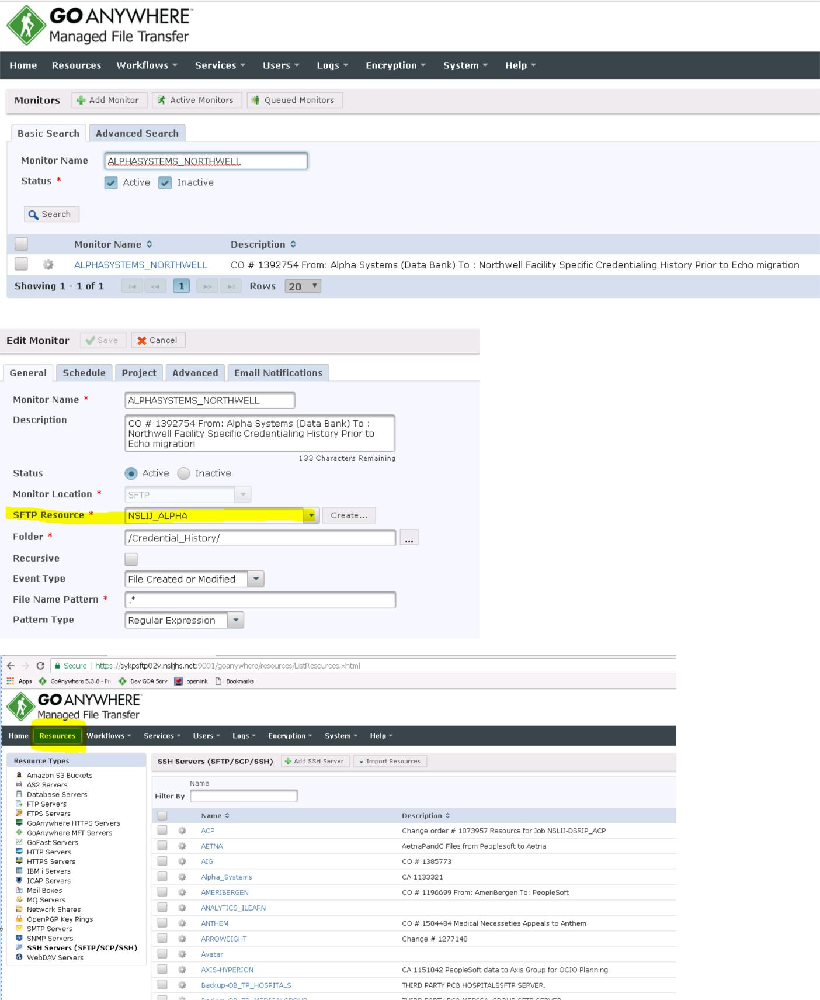 GO ANYWHERE™
Managed File Transfer
Home Resources Workflows Services Users Logs Encryption System Help
Monitors Add Monitor Active Monitors Queued Monitors
Basic Search Advanced Search
Monitor Name ALPHASYSTEMS_NORTHWELL
Status * Active Inactive
Search
Monitor Name Description
ALPHASYSTEMS_NORTHWELL CO # 1392754 From: Alpha Systems (Data Bank) To : Northwell Facility Specific Credentialing History Prior to Echo migration
Showing 1 - 1 of 1 1 Rows 20
Edit Monitor Save Cancel
General Schedule Project Advanced Email Notifications
Monitor Name * ALPHASYSTEMS_NORTHWELL
Description CO # 1392754 From: Alpha Systems (Data Bank) To :
Northwell Facility Specific Credentialing History Prior to
Echo migration
133 Characters Remaining
Status Active Inactive
Monitor Location * SFTP
SFTP Resource * NSLIJ_ALPHA Create...
Folder * /Credential_History/ ...
Recursive
Event Type File Created or Modified
File Name Pattern * .*
Pattern Type Regular Expression
Secure | https://sykpsftp02v.nslijhs.net:9001/goanywhere/resources/ListResources.xhtml
Apps GoAnywhere 5.3.8 - Pr Dev GOA Serv openlink Bookmarks
GO ANYWHERE™
Managed File Transfer
Home Resources Workflows Services Users Logs Encryption System Help
Resource Types
Amazon S3 Buckets
AS2 Servers
Database Servers
FTP Servers
FTPS Servers
GoAnywhere HTTPS Servers
GoAnywhere MFT Servers
GoFast Servers
HTTP Servers
HTTPS Servers
IBM i Servers
ICAP Servers
Mail Boxes
MQ Servers
Network Shares
OpenPGP Key Rings
SMTP Servers
SNMP Servers
SSH Servers (SFTP/SCP/SSH)
WebDAV Servers
SSH Servers (SFTP/SCP/SSH) Add SSH Server Import Resources
Name
Filter By
Name Description
ACP Change order # 1073957 Resource for Job NSLIJ-DSRIP_ACP
AETNA AetnaPandC Files from Peoplesoft to Aetna
AIG CO # 1385773
Alpha_Systems CA 1133321
AMERIBERGEN CO # 1196699 From: AmeriBergen To: PeopleSoft
ANALYTICS_ILEARN
ANTHEM CO # 1504484 Medical Necesseties Appeals to Anthem
ARROWSIGHT Change # 1277148
Avatar
AXIS-HYPERION CA 1151042 PeopleSoft data to Axis Group for OCIO Planning
Backup-OB_TP_HOSPITALS THIRD PARTY PCB HOSPITALSSFTP SERVER.